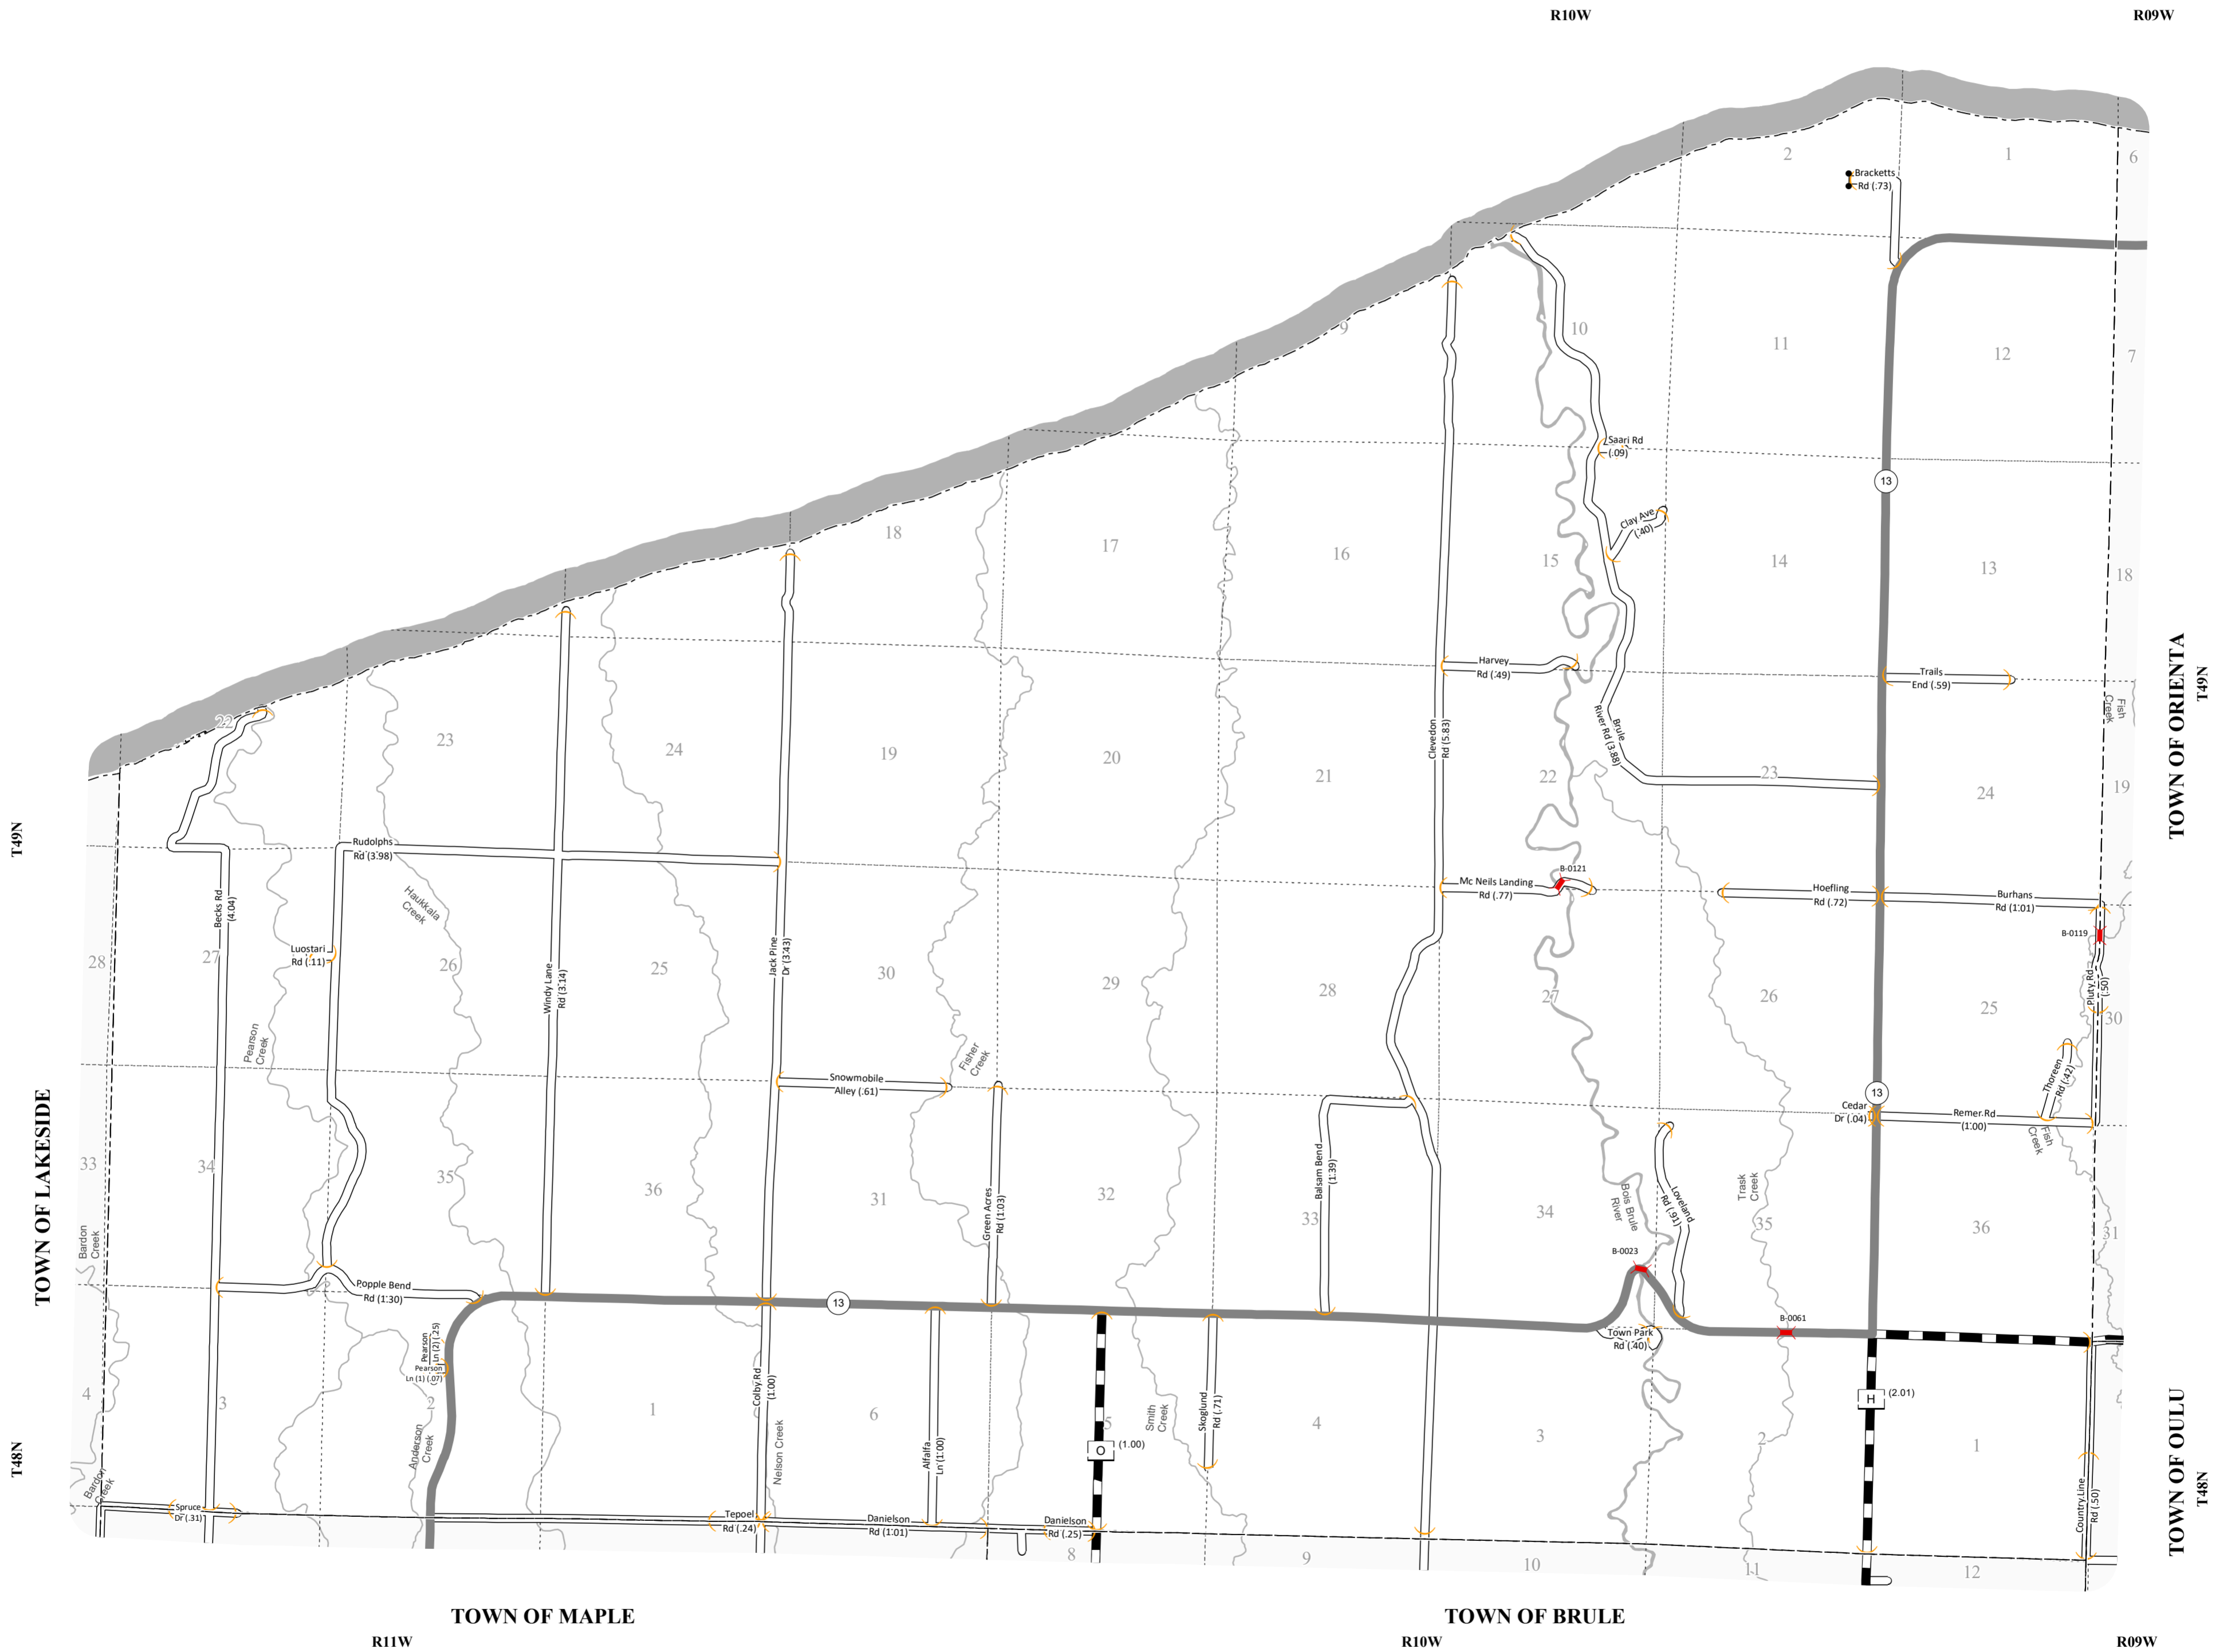 R10W
R09W
2
1
6
Bracketts
Rd (.73)
9
10
11
12
7
Saari Rd
(.09)
13
Clay Ave
(.40)
18
17
16
15
14
13
18
Harvey
Rd (.49)
Trails
End (.59)
TOWN OF ORIENTA
T49N
Fish
Creek
22
23
24
19
20
21
Clevedon
Rd (5.83)
22
Brule
River Rd (3.88)
23
24
19
T49N
Rudolphs
Rd (3.98)
Becks Rd
(4.04)
Haukkala
Creek
B-0121
Mc Neils Landing
Rd (.77)
Hoefling
Rd (.72)
Burhans
Rd (1.01)
B-0119
Luostari
Rd (.11)
28
27
26
25
Windy Lane
Rd (3.14)
Jack Pine
Dr (3.43)
30
29
28
27
26
25
30
Pluty Rd
(.50)
Pearson
Creek
Fisher
Creek
Snowmobile
Alley (.61)
13
Cedar
Dr (.04)
Remer Rd
(1.00)
Thoreen
Rd (.42)
Fish
Creek
TOWN OF LAKESIDE
33
34
35
36
31
32
33
34
35
36
31
Green Acres
Rd (1.03)
Balsam Bend
(1.39)
Loveland
Rd (.91)
Bois Brule
River
Trask
Creek
Bardon
Creek
B-0023
Popple Bend
Rd (1.30)
13
B-0061
Town Park
Rd (.40)
Pearson
Ln (2) (.25)
Pearson
Ln (1) (.07)
4
3
2
1
6
5
4
3
2
1
Colby Rd
(1.00)
Nelson Creek
Anderson
Creek
Alfalfa
Ln (1.00)
O
(1.00)
Smith
Creek
Skoglund
Rd (.71)
H
(2.01)
Country Line
Rd (.50)
TOWN OF OULU
T48N
T48N
Bardon
Creek
Spruce
Dr (.31)
Tepoel
Rd (.24)
Danielson
Rd (1.01)
Danielson
Rd (.25)
8
9
10
11
12
TOWN OF MAPLE
TOWN OF BRULE
R11W
R10W
R09W